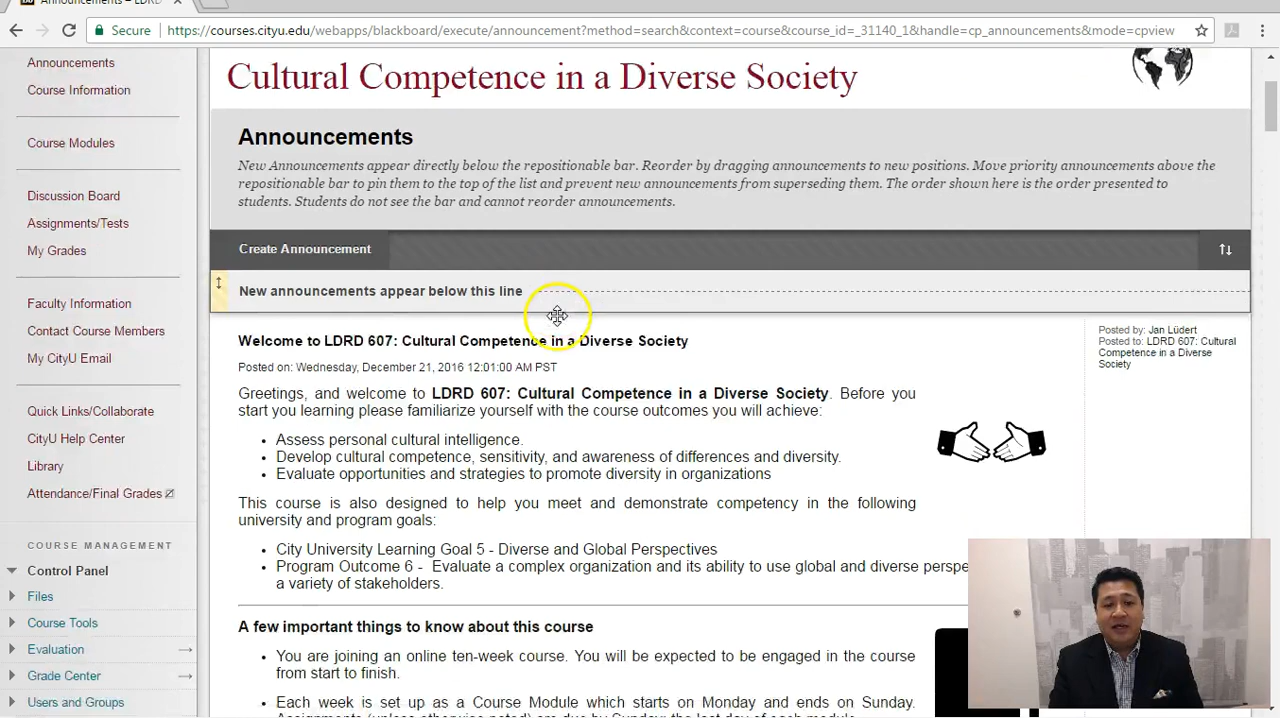 Announcements – LDRD
Secure
https://courses.cityu.edu/webapps/blackboard/execute/announcement?method=search&context=course&course_id=_31140_1&handle=cp_announcements&mode=cpview
Announcements
Course Information
Course Modules
Discussion Board
Assignments/Tests
My Grades
Faculty Information
Contact Course Members
My CityU Email
Quick Links/Collaborate
CityU Help Center
Library
Attendance/Final Grades
COURSE MANAGEMENT
Control Panel
Files
Course Tools
Evaluation
Grade Center
Users and Groups
Cultural Competence in a Diverse Society
Announcements
New Announcements appear directly below the repositionable bar. Reorder by dragging announcements to new positions. Move priority announcements above the
repositionable bar to pin them to the top of the list and prevent new announcements from superseding them. The order shown here is the order presented to
students. Students do not see the bar and cannot reorder announcements.
Create Announcement
New announcements appear below this line
Welcome to LDRD 607: Cultural Competence in a Diverse Society
Posted on: Wednesday, December 21, 2016 12:01:00 AM PST
Greetings, and welcome to LDRD 607: Cultural Competence in a Diverse Society. Before you
start you learning please familiarize yourself with the course outcomes you will achieve:
• Assess personal cultural intelligence.
• Develop cultural competence, sensitivity, and awareness of differences and diversity.
• Evaluate opportunities and strategies to promote diversity in organizations
This course is also designed to help you meet and demonstrate competency in the following
university and program goals:
• City University Learning Goal 5 - Diverse and Global Perspectives
• Program Outcome 6 - Evaluate a complex organization and its ability to use global and diverse perspe
a variety of stakeholders.
A few important things to know about this course
• You are joining an online ten-week course. You will be expected to be engaged in the course
from start to finish.
• Each week is set up as a Course Module which starts on Monday and ends on Sunday.
Assignments (unless otherwise noted) are due by Sunday, the last day of each module
Posted by: Jan Lüdert
Posted to: LDRD 607: Cultural
Competence in a Diverse
Society